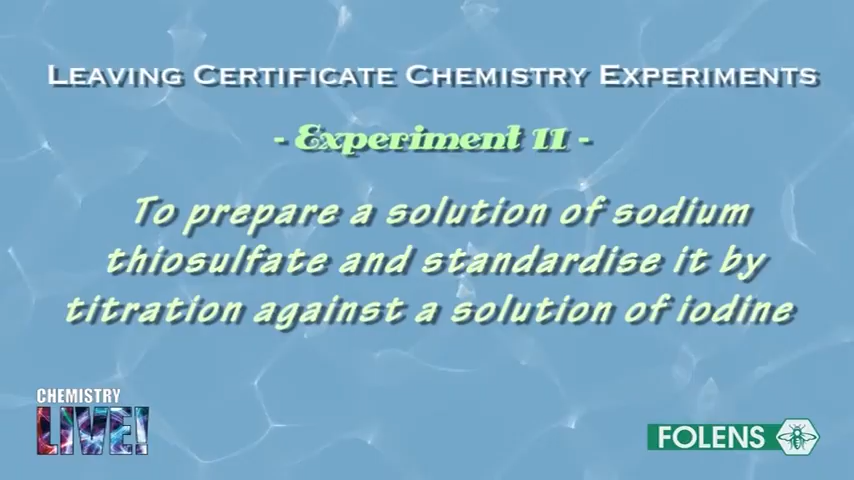 Leaving Certificate Chemistry Experiments
- Experiment 11 -
To prepare a solution of sodium
thiosulfate and standardise it by
titration against a solution of iodine
CHEMISTRY
LIVE!
FOLENS